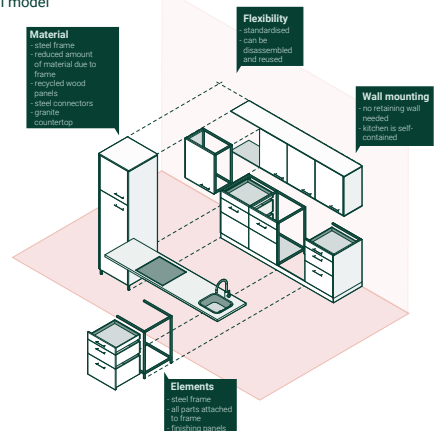 l model
Material
- steel frame
- reduced amount
of material due to
frame
- recycled wood
panels
- steel connectors
- granite
countertop
Flexibility
- standardised
- can be
disassembled
and reused
Wall mounting
- no retaining wall
needed
- kitchen is self-
contained
Elements
- steel frame
- all parts attached
to frame
- finishing panels